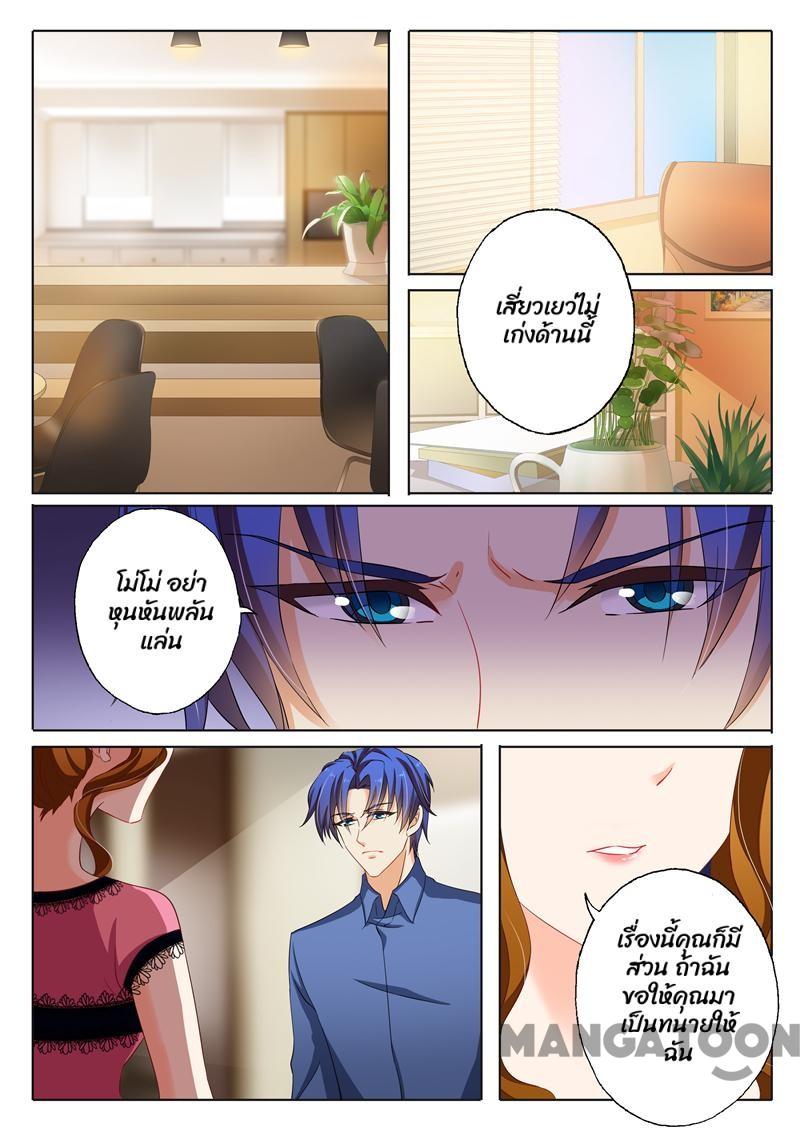 เสี่ยวเยว่ไม่
เก่งด้านนี้
โม่โม่ อย่า
หุนหันพลัน
แล่น
เรื่องนี้คุณก็มี
ส่วน ถ้าฉัน
ขอให้คุณมา
เป็นทนายให้
ฉัน
MANGATOON